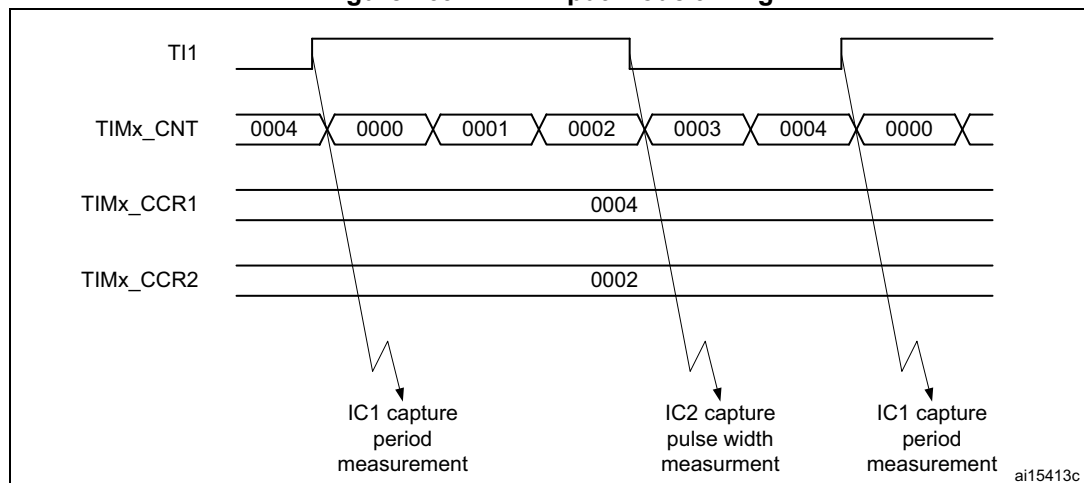 TI1
TIMx_CNT 0004 0000 0001 0002 0003 0004 0000
TIMx_CCR1 0004
TIMx_CCR2 0002
IC1 capture
period
measurement
IC2 capture
pulse width
measurment
IC1 capture
period
measurement
ai15413c